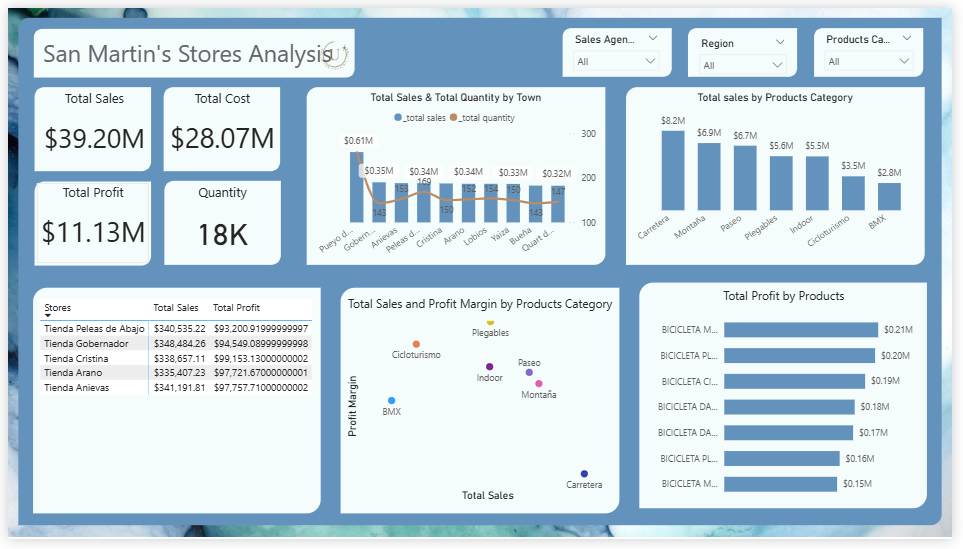 San Martin's Stores Analysis
Sales Agen...
All
Region
All
Products Ca...
All
Total Sales
$39.20M
Total Cost
$28.07M
Total Profit
$11.13M
Quantity
18K
Total Sales & Total Quantity by Town
_total sales _total quantity
300
200
100
$0.61M
$0.35M
$0.34M
$0.34M
$0.33M
$0.32M
143
153
169
150
152
154
150
143
147
Pueyo d...
Gobern...
Anievas
Peleas d...
Cristina
Arano
Lobios
Yaiza
Bueña
Quart d...
Total sales by Products Category
$8.2M
$6.9M
$6.7M
$5.6M
$5.5M
$3.5M
$2.8M
Carretera
Montaña
Paseo
Plegables
Indoor
Cicloturismo
BMX
Stores Total Sales Total Profit
Tienda Peleas de Abajo $340,535.22 $93,200.91999999997
Tienda Gobernador $348,484.26 $94,549.08999999998
Tienda Cristina $338,657.11 $99,153.13000000002
Tienda Arano $335,407.23 $97,721.67000000001
Tienda Anievas $341,191.81 $97,757.71000000002
Total Sales and Profit Margin by Products Category
Profit Margin
Plegables
Cicloturismo
Paseo
Indoor
Montaña
BMX
Carretera
Total Sales
Total Profit by Products
BICICLETA M... $0.21M
BICICLETA PL... $0.20M
BICICLETA CI... $0.19M
BICICLETA DA... $0.18M
BICICLETA DA... $0.17M
BICICLETA PL... $0.16M
BICICLETA M... $0.15M